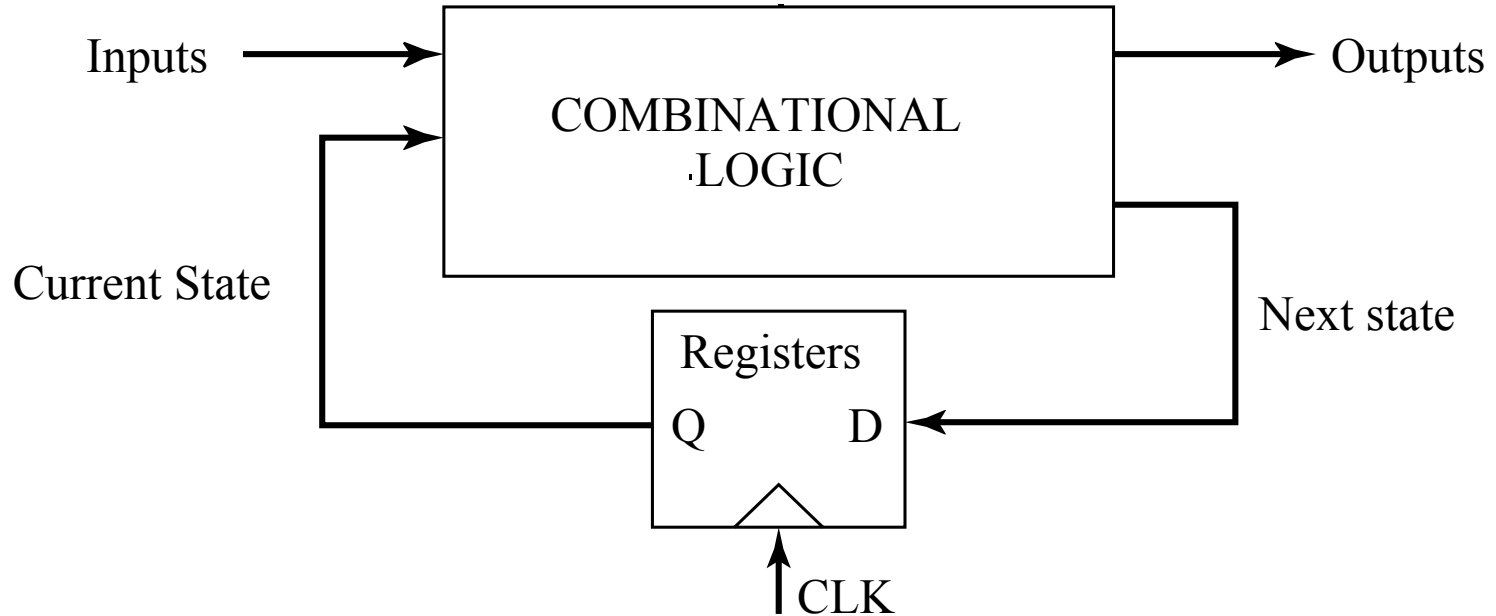 Inputs
Outputs
COMBINATIONAL
LOGIC
Current State
Next state
Registers
Q
D
CLK